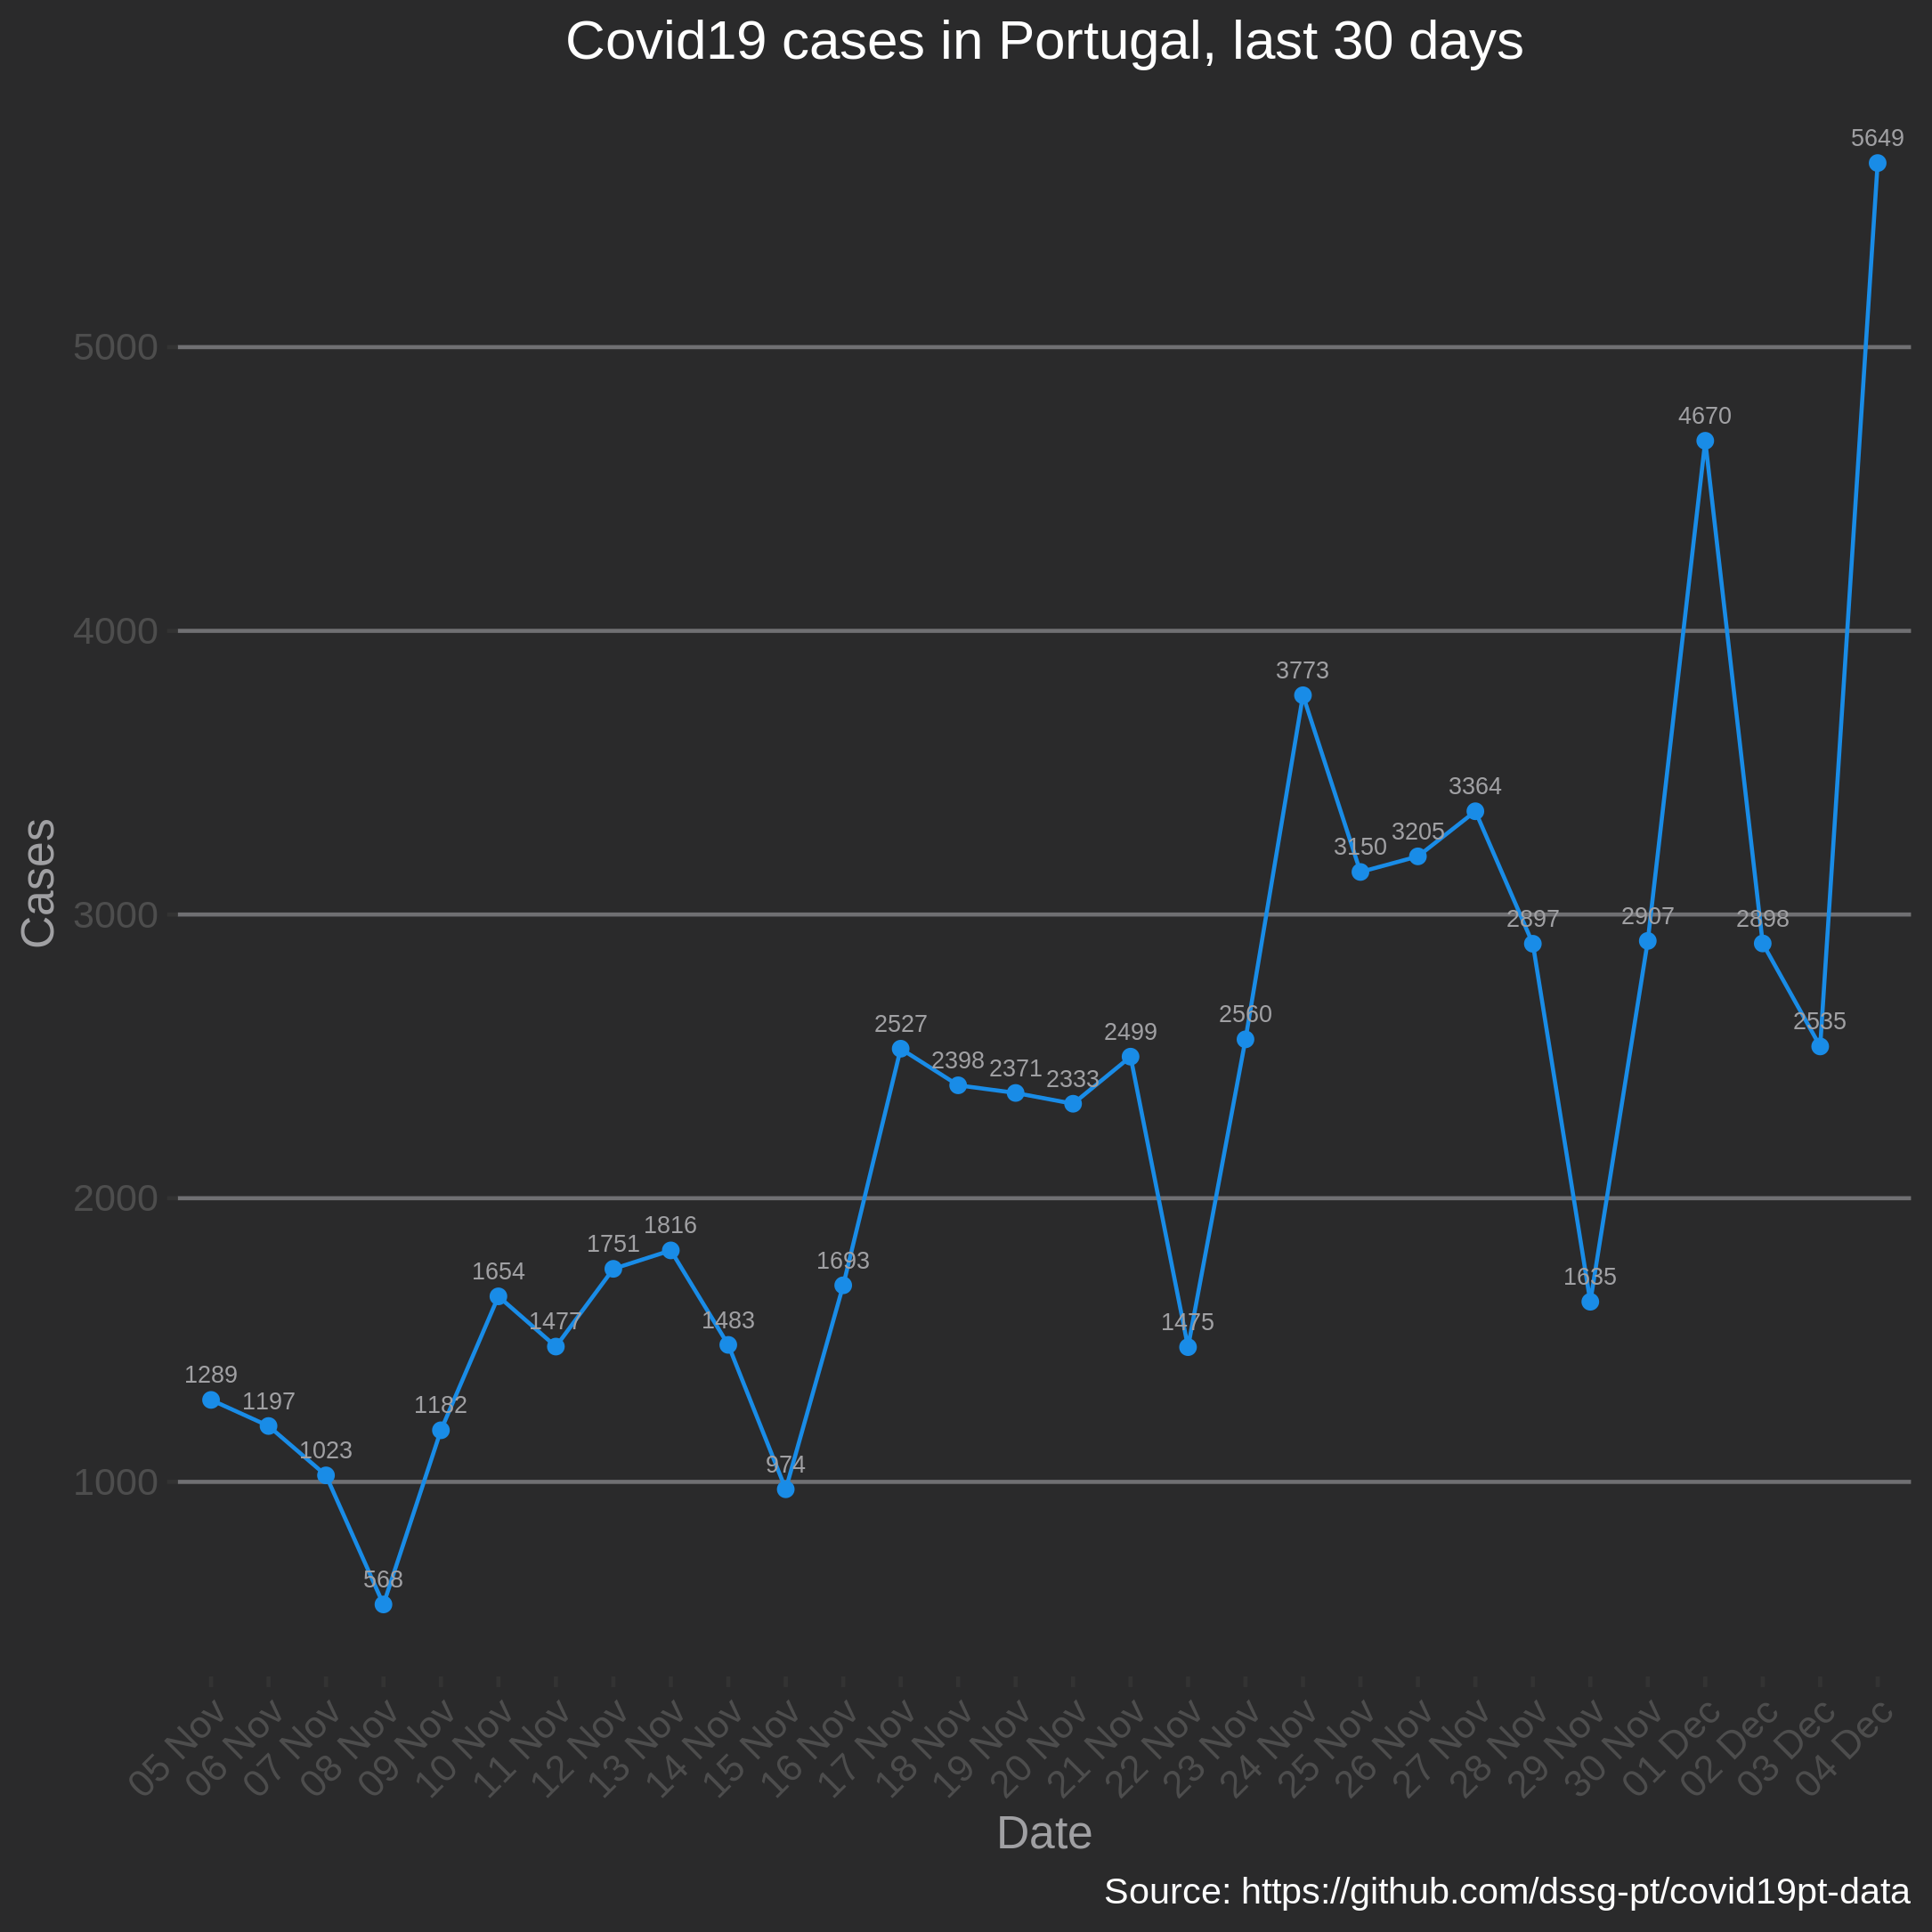 Covid19 cases in Portugal, last 30 days
5649
5000
4670
4000
3773
3364
3205
3150
3000
2897
2907
2898
2560
2535
2527
2499
2398
2371
2333
2000
1816
1751
1693
1654
1635
1477
1483
1475
1289
1197
1182
1023
1000
974
568
Cases
05 Nov
06 Nov
07 Nov
08 Nov
09 Nov
10 Nov
11 Nov
12 Nov
13 Nov
14 Nov
15 Nov
16 Nov
17 Nov
18 Nov
19 Nov
20 Nov
21 Nov
22 Nov
23 Nov
24 Nov
25 Nov
26 Nov
27 Nov
28 Nov
29 Nov
30 Nov
01 Dec
02 Dec
03 Dec
04 Dec
Date
Source: https://github.com/dssg-pt/covid19pt-data